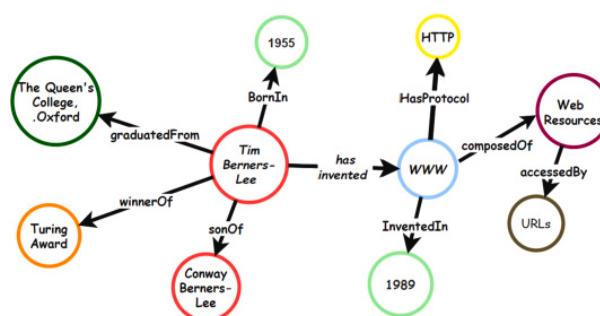 1955
HTTP
The Queen's
College,
.Oxford
BornIn
HasProtocol
Web
Resources
graduatedFrom
Tim
Berners-
Lee
has
invented
WWW
composedOf
accessedBy
winnerOf
sonOf
InventedIn
URLs
Turing
Award
Conway
Berners-
Lee
1989